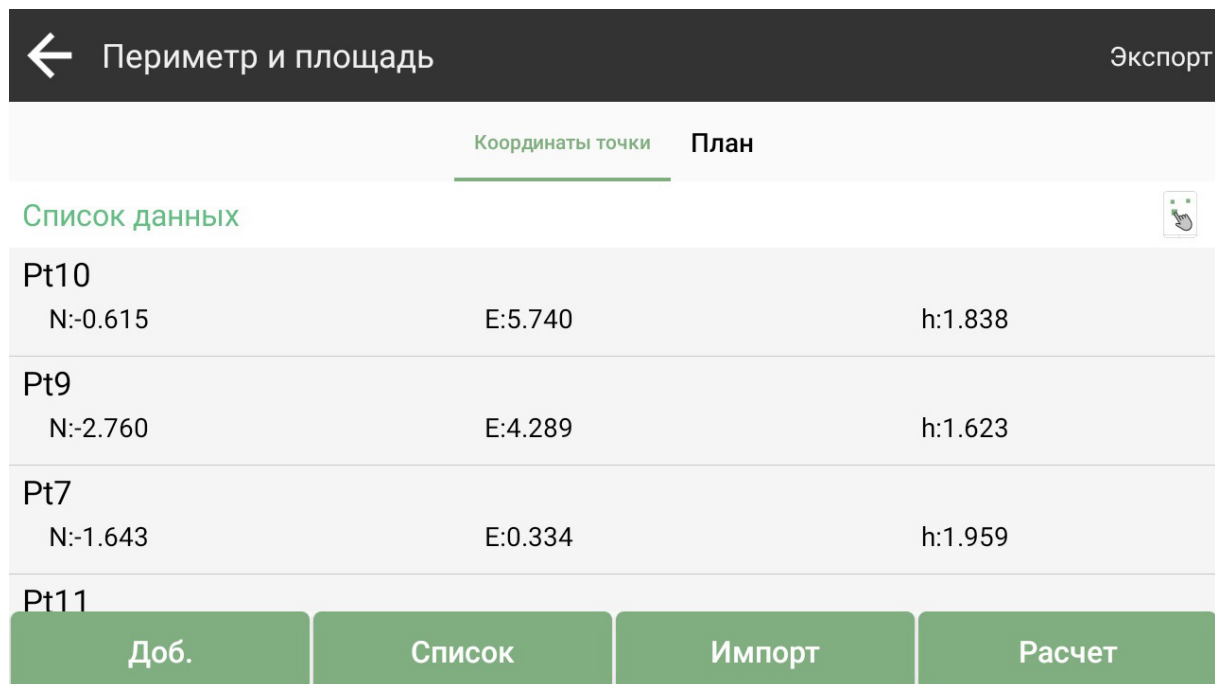 Периметр и площадь
Экспорт
Координаты точки План
Список данных
Pt10
N:-0.615 E:5.740 h:1.838
Pt9
N:-2.760 E:4.289 h:1.623
Pt7
N:-1.643 E:0.334 h:1.959
Pt11
Доб. Список Импорт Расчет